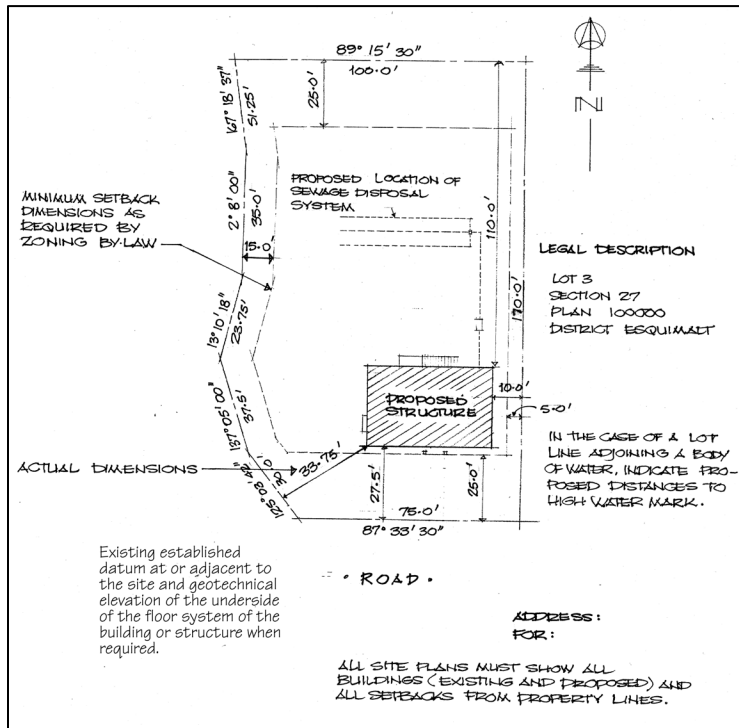 89° 15' 30"
100.0'
N
167° 18' 37"
51.25'
25.0'
2° 8' 00"
35.0'
PROPOSED LOCATION OF
SEWAGE DISPOSAL
SYSTEM
MINIMUM SETBACK
DIMENSIONS AS
REQUIRED BY
ZONING BY-LAW
15.0'
110.0'
170.0'
LEGAL DESCRIPTION
LOT 3
SECTION 27
PLAN 100000
DISTRICT ESQUIMALT
13° 10' 18"
23.75'
PROPOSED
STRUCTURE
10.0'
5.0'
137° 05' 00"
37.5'
IN THE CASE OF A LOT
LINE ADJOINING A BODY
OF WATER, INDICATE PRO-
POSED DISTANCES TO
HIGH WATER MARK.
ACTUAL DIMENSIONS
125° 03' 42"
30.0'
33.75'
27.5'
25.0'
75.0'
87° 33' 30"
Existing established
datum at or adjacent to
the site and geotechnical
elevation of the underside
of the floor system of the
building or structure when
required.
• ROAD •
ADDRESS:
FOR:
ALL SITE PLANS MUST SHOW ALL
BUILDINGS (EXISTING AND PROPOSED) AND
ALL SETBACKS FROM PROPERTY LINES.